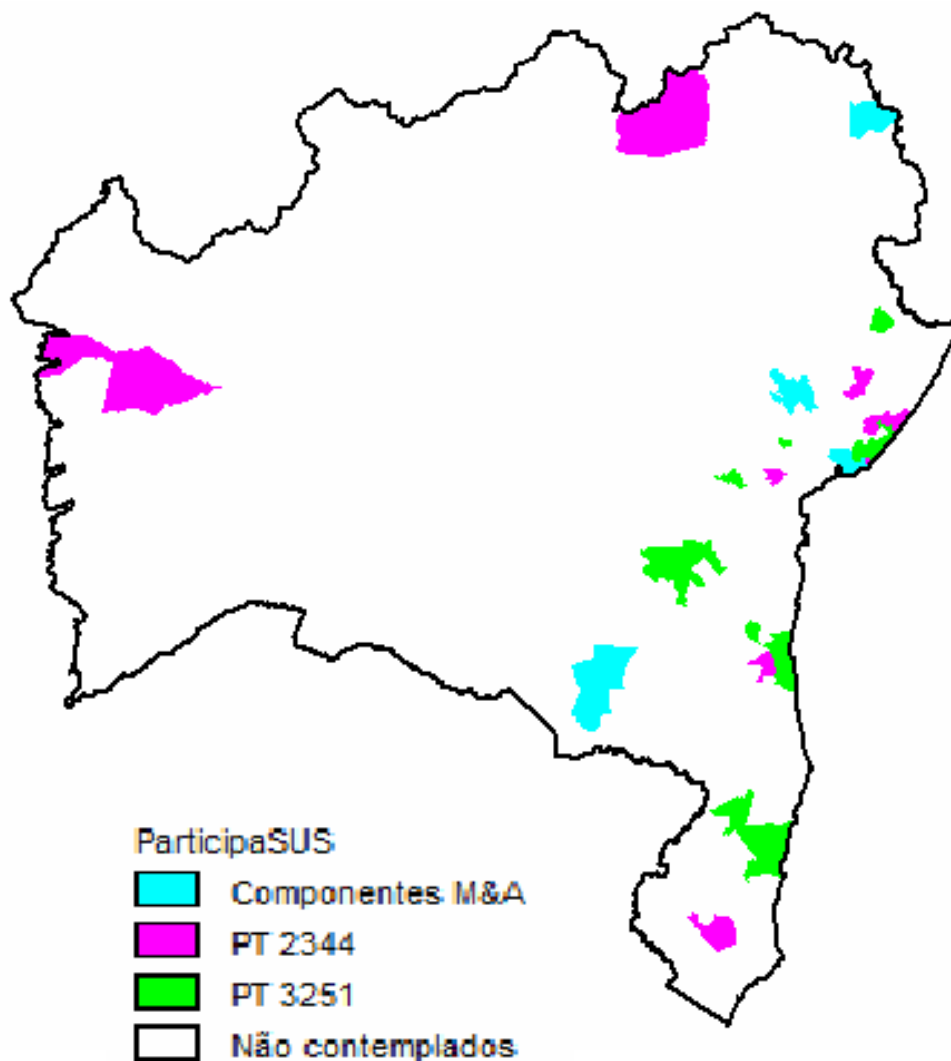 ParticipaSUS
Componentes M&A
PT 2344
PT 3251
Não contemplados